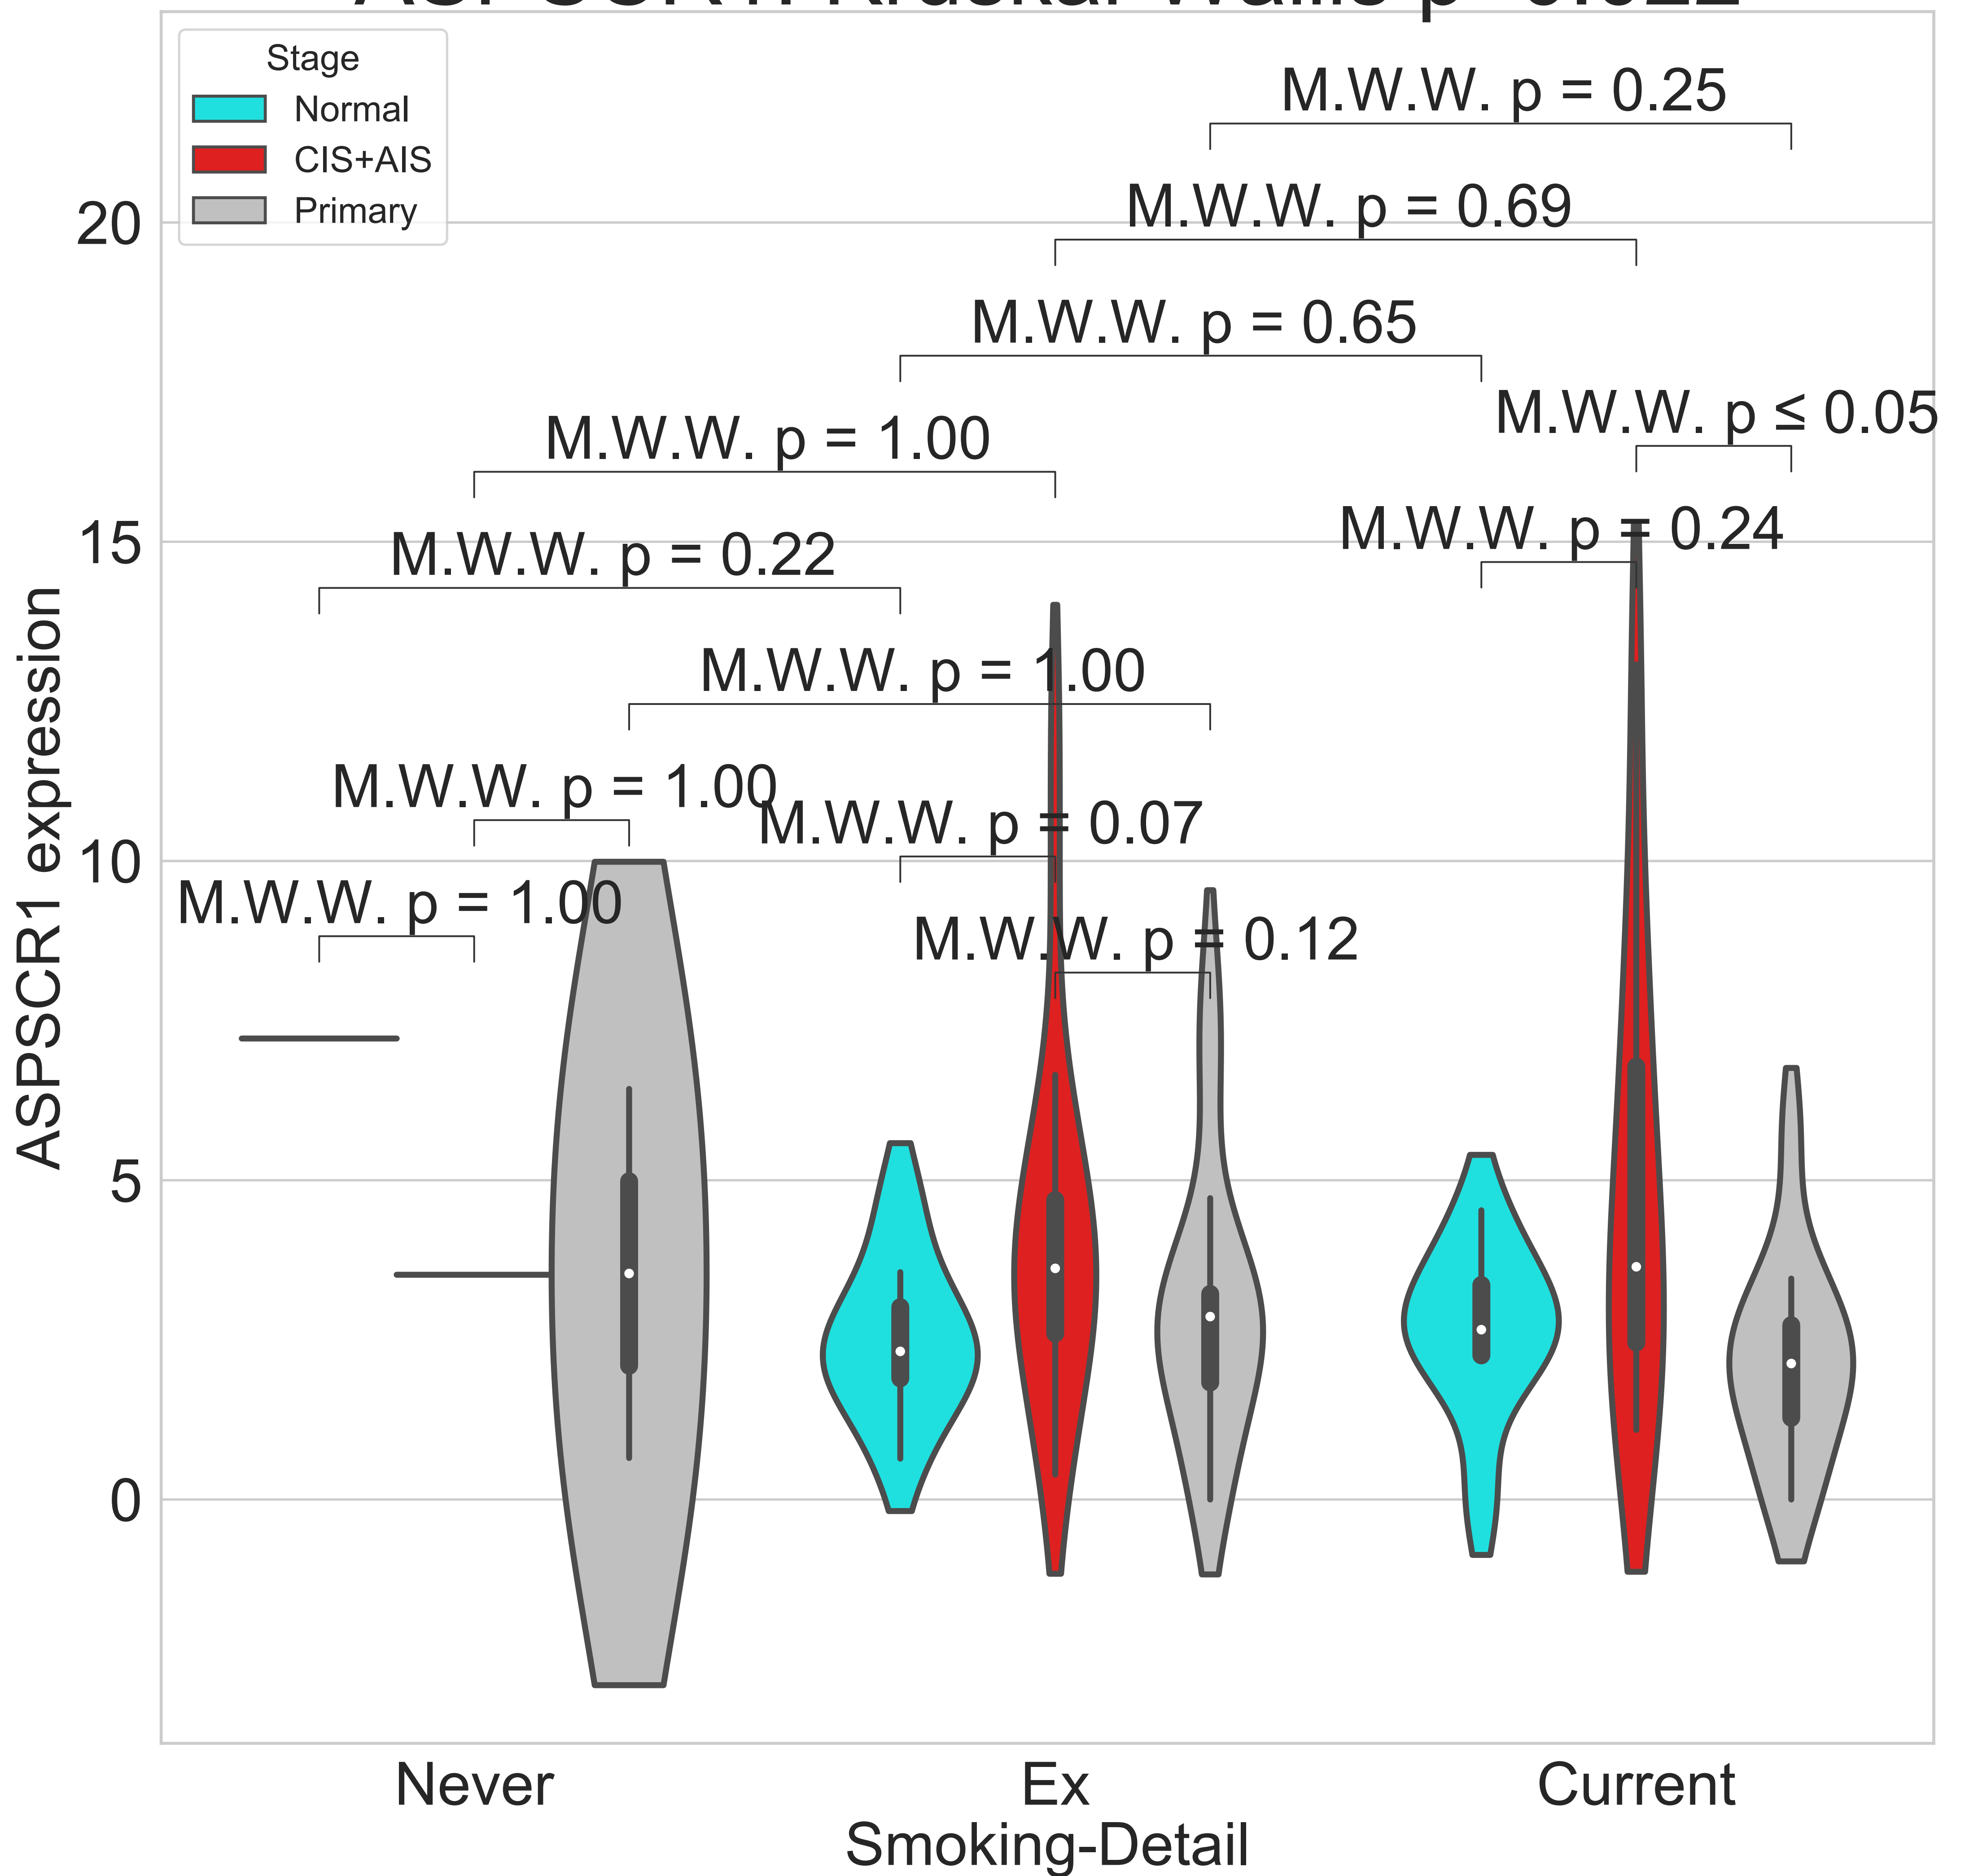 Stage
Normal
CIS+AIS
Primary
M.W.W. p = 0.25
M.W.W. p = 0.69
M.W.W. p = 0.65
M.W.W. p ≤ 0.05
M.W.W. p = 1.00
M.W.W. p = 0.24
M.W.W. p = 0.22
M.W.W. p = 1.00
M.W.W. p = 1.00
M.W.W. p = 0.07
M.W.W. p = 1.00
M.W.W. p = 0.12
20
15
10
5
0
ASPSCR1 expression
Never
Ex
Current
Smoking-Detail